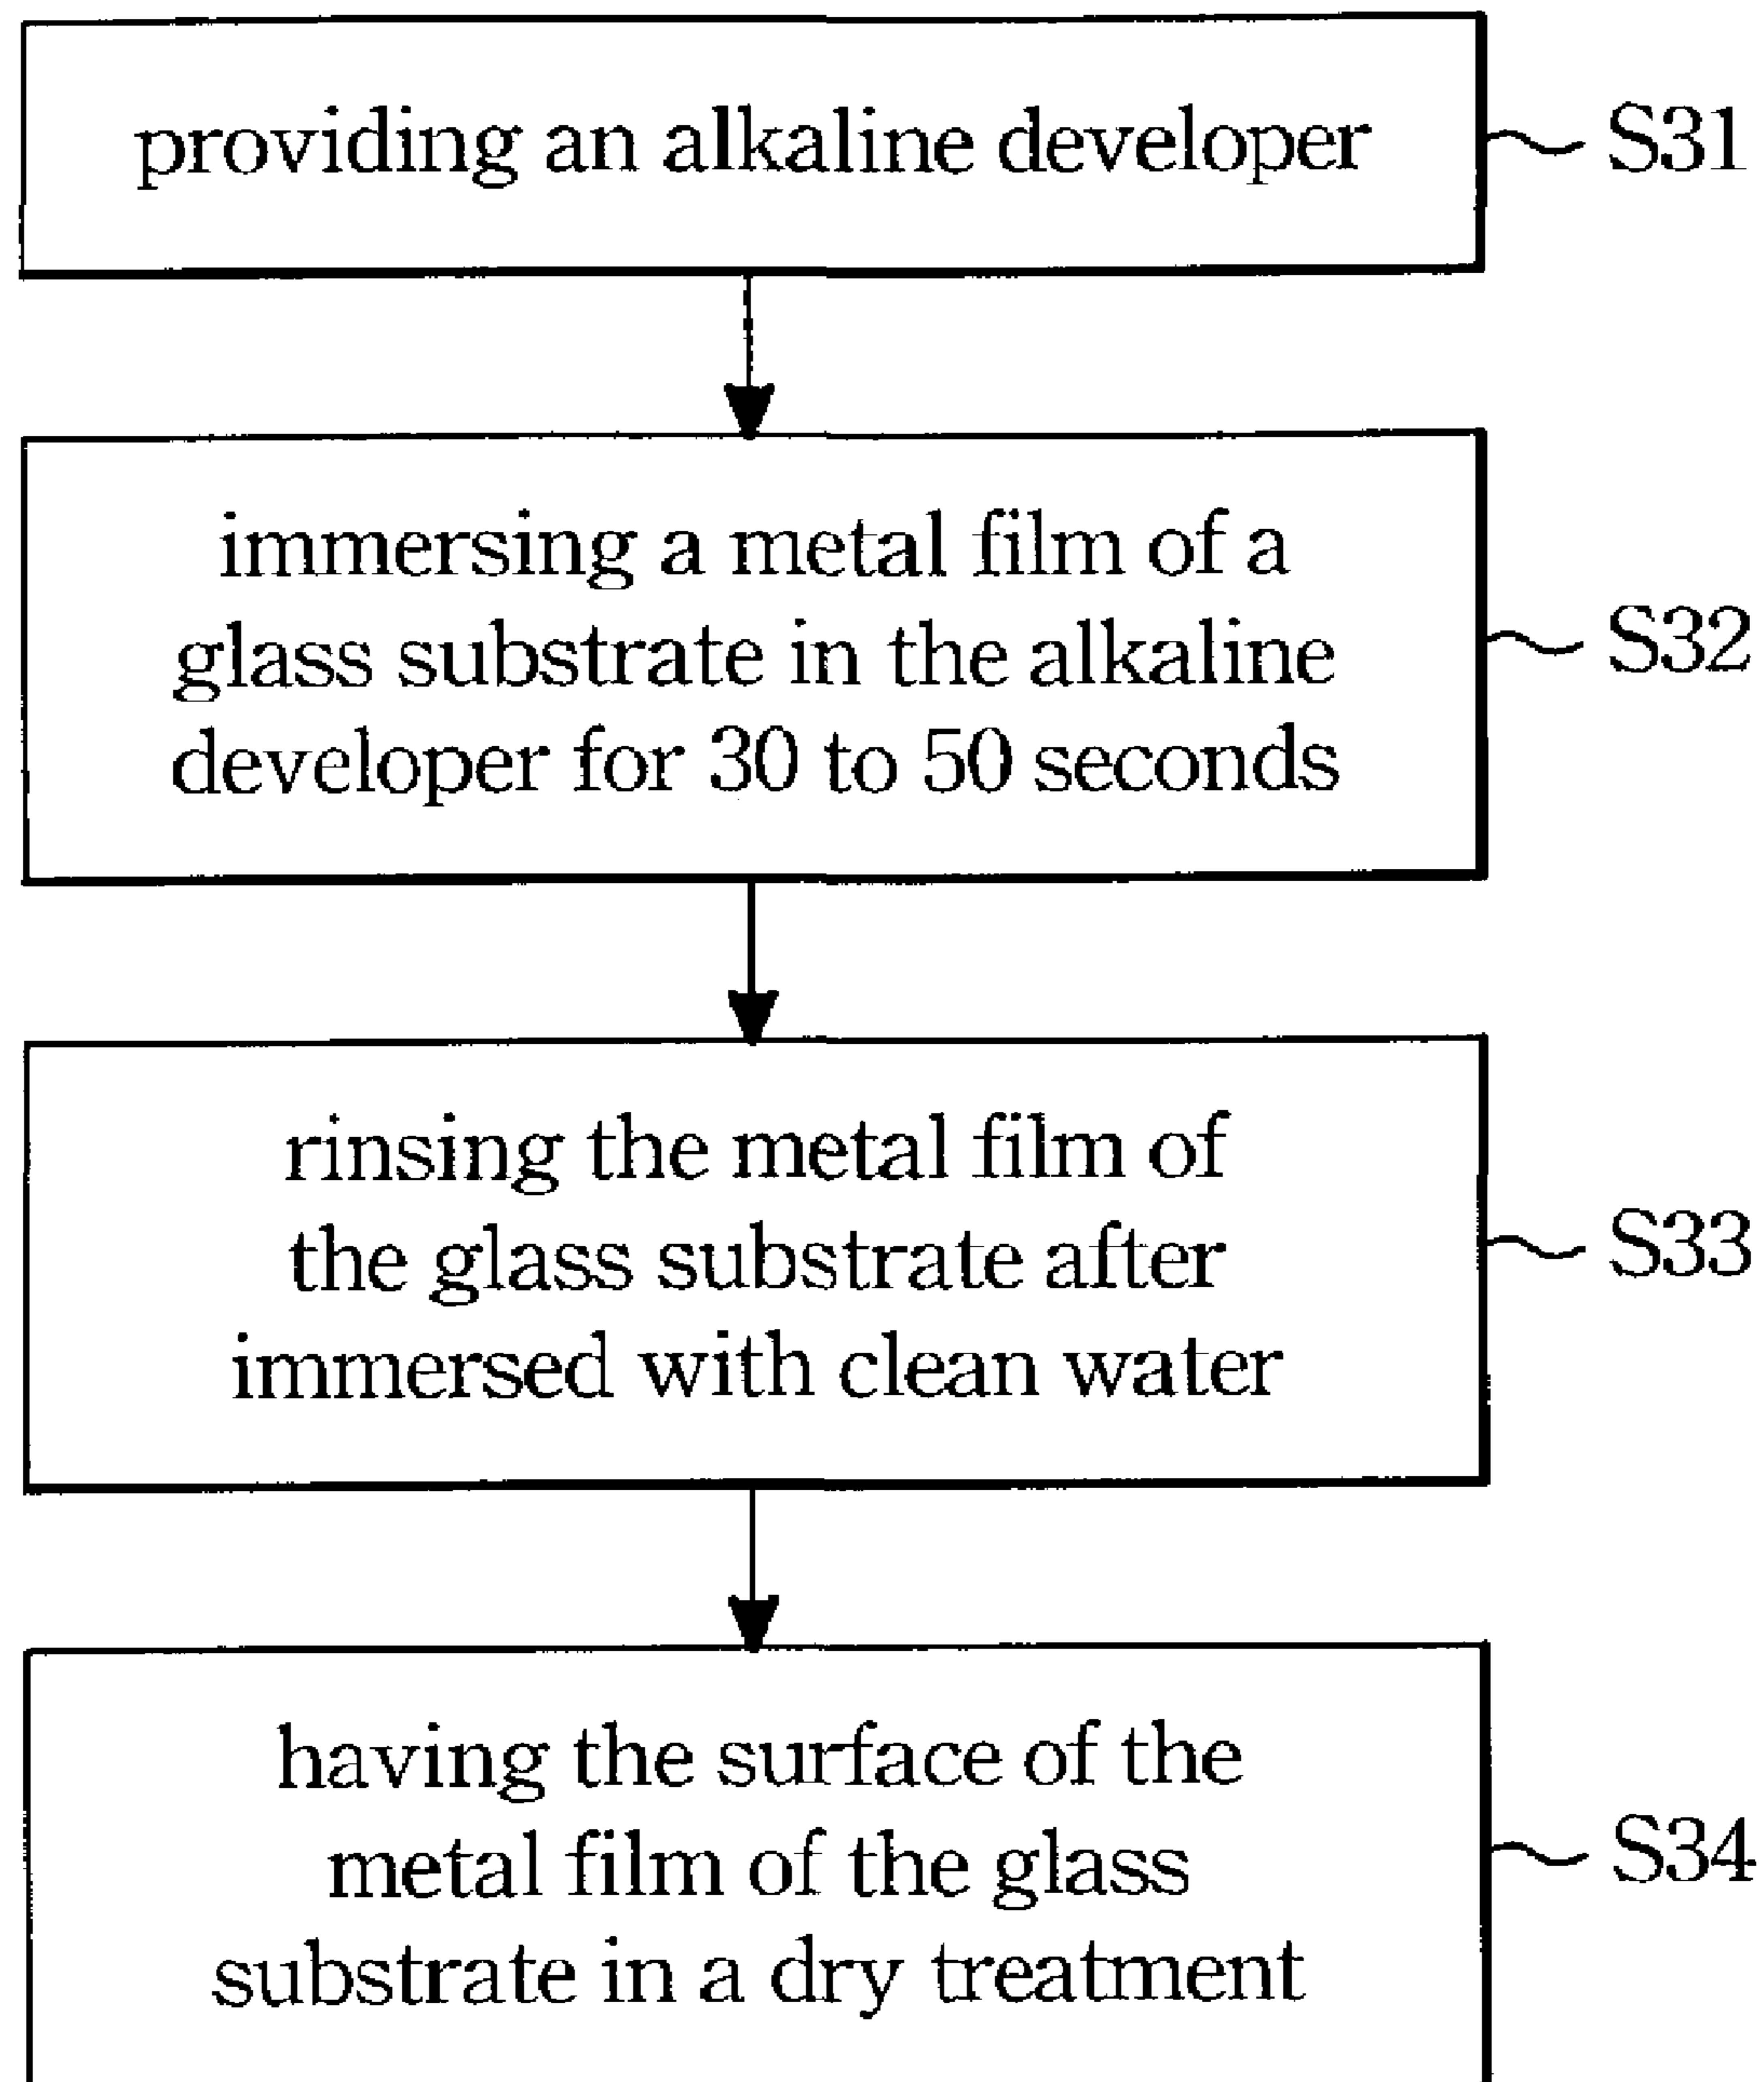 providing an alkaline developer
S31
immersing a metal film of a
glass substrate in the alkaline
developer for 30 to 50 seconds
S32
rinsing the metal film of
the glass substrate after
immersed with clean water
S33
having the surface of the
metal film of the glass
substrate in a dry treatment
S34